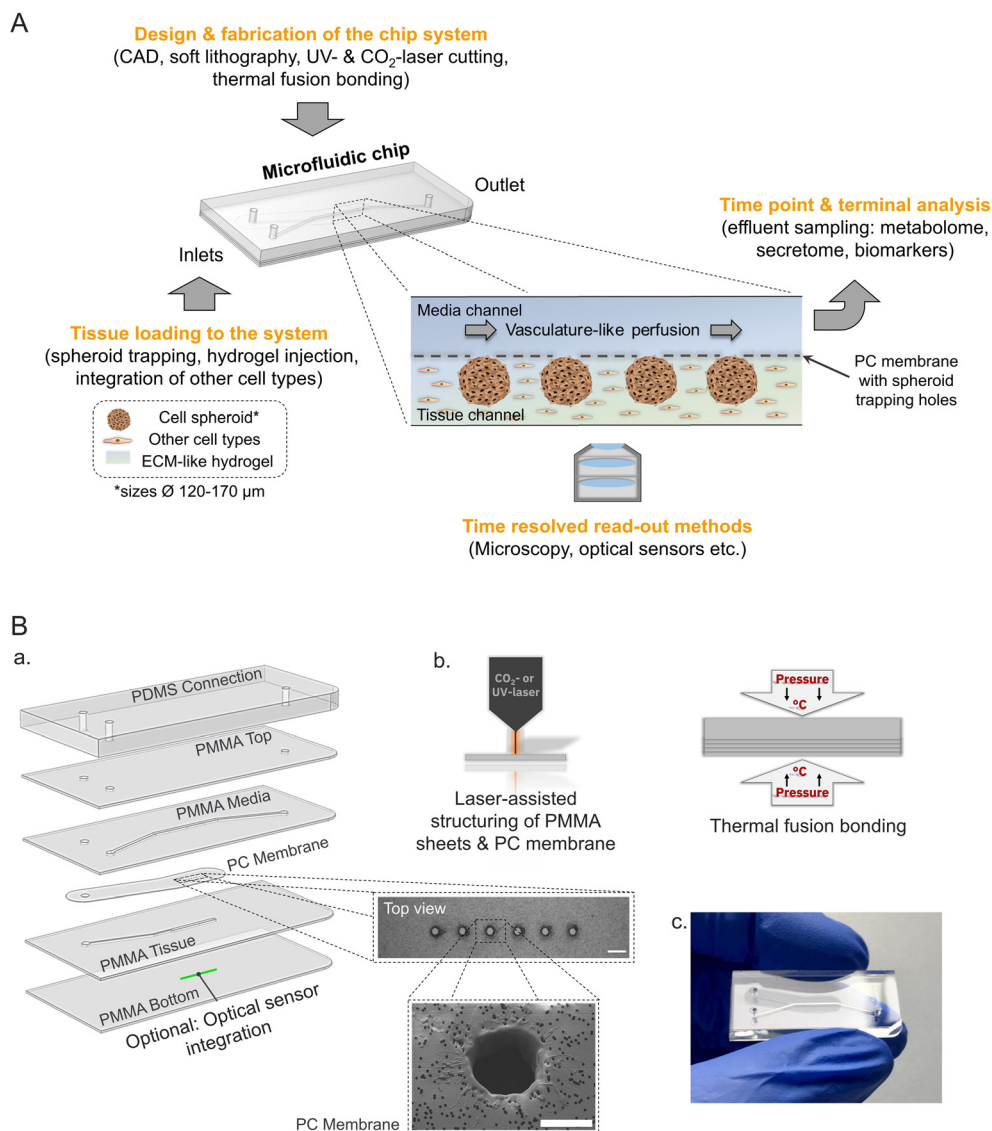 A
Design & fabrication of the chip system
(CAD, soft lithography, UV- & CO₂-laser cutting,
thermal fusion bonding)
Microfluidic chip
Outlet
Inlets
Time point & terminal analysis
(effluent sampling: metabolome,
secretome, biomarkers)
Tissue loading to the system
(spheroid trapping, hydrogel injection,
integration of other cell types)
Media channel
Vasculature-like perfusion
Tissue channel
PC membrane
with spheroid
trapping holes
Cell spheroid*
Other cell types
ECM-like hydrogel
*sizes Ø 120-170 µm
Time resolved read-out methods
(Microscopy, optical sensors etc.)
B
a.
PDMS Connection
PMMA Top
PMMA Media
PC Membrane
PMMA Tissue
PMMA Bottom
Optional: Optical sensor
integration
b.
CO₂- or
UV-laser
Laser-assisted
structuring of PMMA
sheets & PC membrane
Pressure
°C
°C
Pressure
Thermal fusion bonding
Top view
PC Membrane
c.